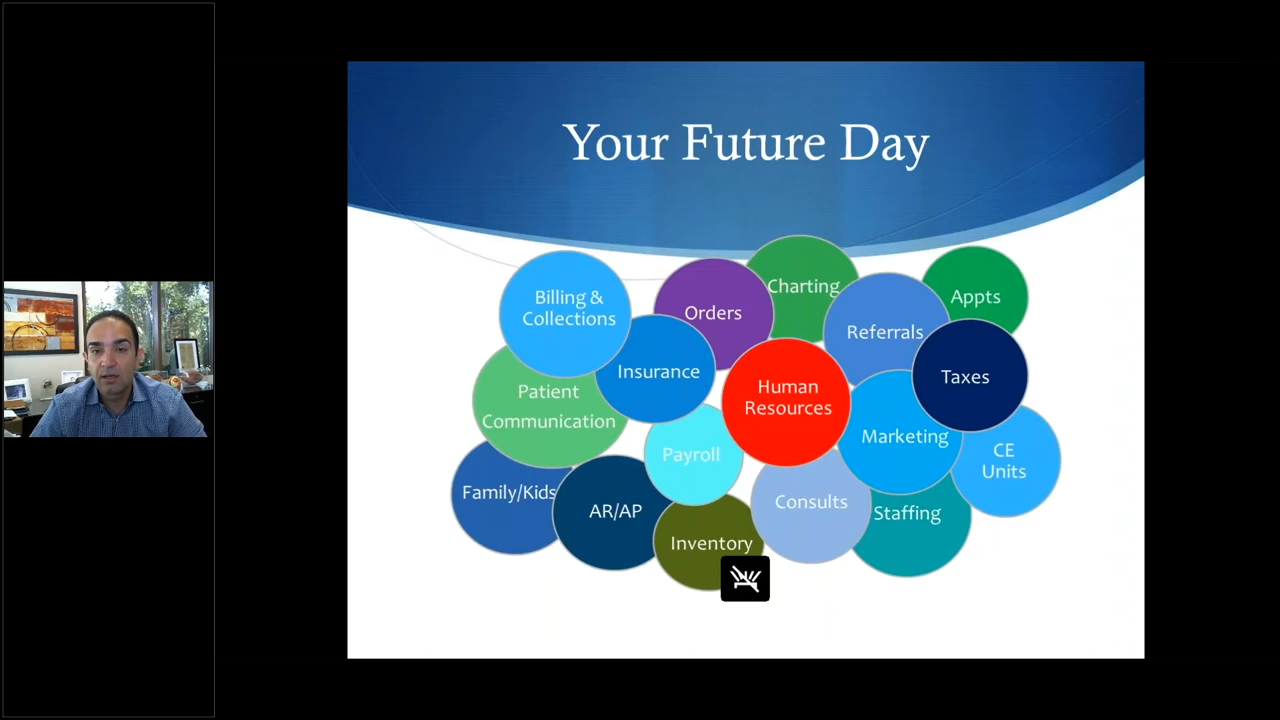 Your Future Day
Billing &
Collections
Orders
Charting
Referrals
Appts
Patient
Communication
Insurance
Human
Resources
Taxes
Payroll
Marketing
CE
Units
Family/Kids
AR/AP
Inventory
Consults
Staffing